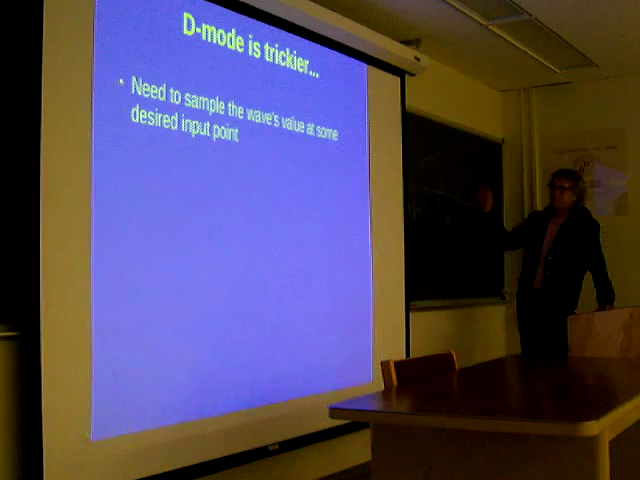 D-mode is trickier...
• Need to sample the wave's value at some
desired input point